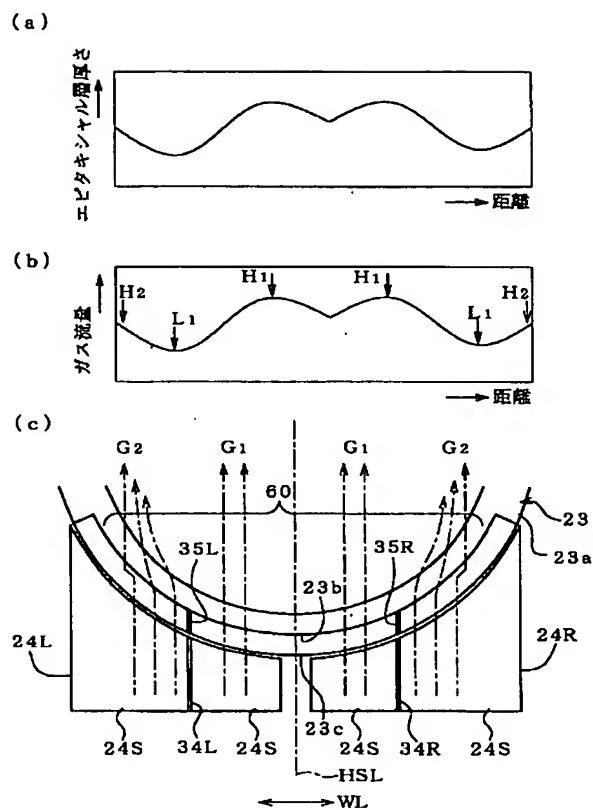 (a)
エピタキシャル層厚さ
距離
(b)
ガス流量
H2 L1 H1 H1 L1 H2
距離
(c)
G2 G1 G1 G2
60
23
23a
35L 35R
23b
24L 24R
23c
24S 34L 24S 24S 34R 24S
HSL
WL